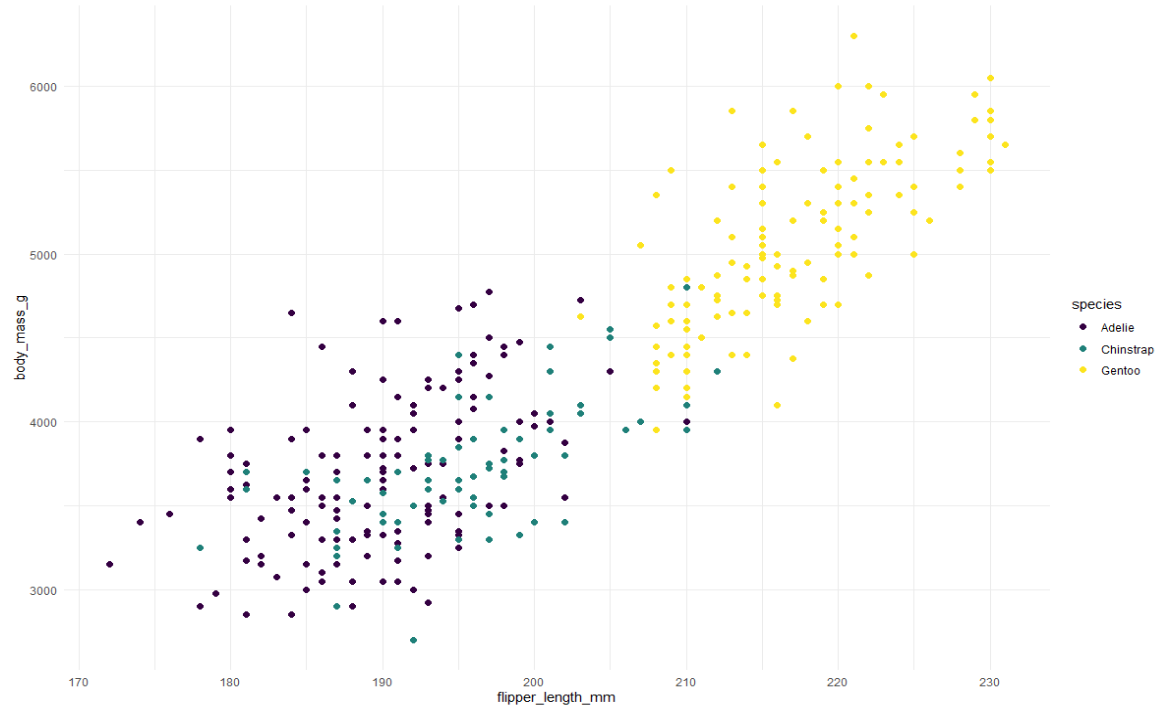 6000
5000
4000
3000
body_mass_g
170 180 190 200 210 220 230
flipper_length_mm
species
Adelie
Chinstrap
Gentoo